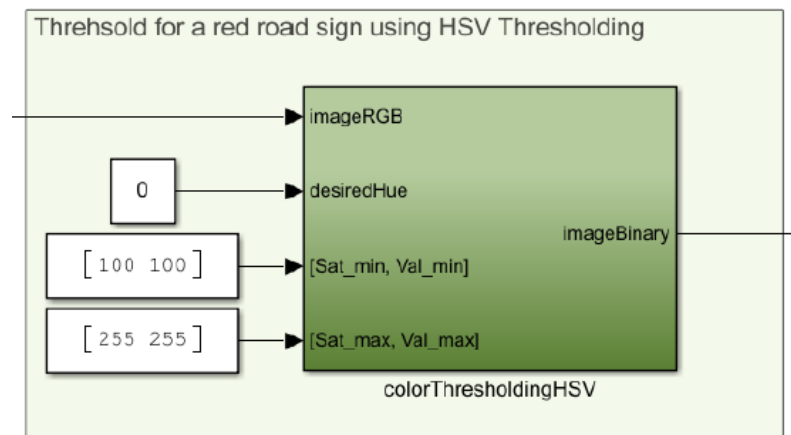 Threhsold for a red road sign using HSV Thresholding
imageRGB
0
desiredHue
imageBinary
[100 100]
[Sat_min, Val_min]
[255 255]
[Sat_max, Val_max]
colorThresholdingHSV